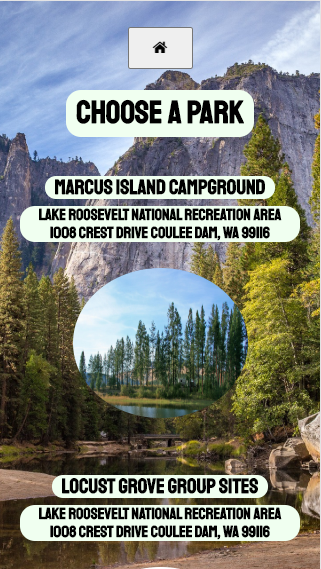 CHOOSE A PARK
MARCUS ISLAND CAMPGROUND
LAKE ROOSEVELT NATIONAL RECREATION AREA
1008 CREST DRIVE COULEE DAM, WA 99116
LOCUST GROVE GROUP SITES
LAKE ROOSEVELT NATIONAL RECREATION AREA
1008 CREST DRIVE COULEE DAM, WA 99116